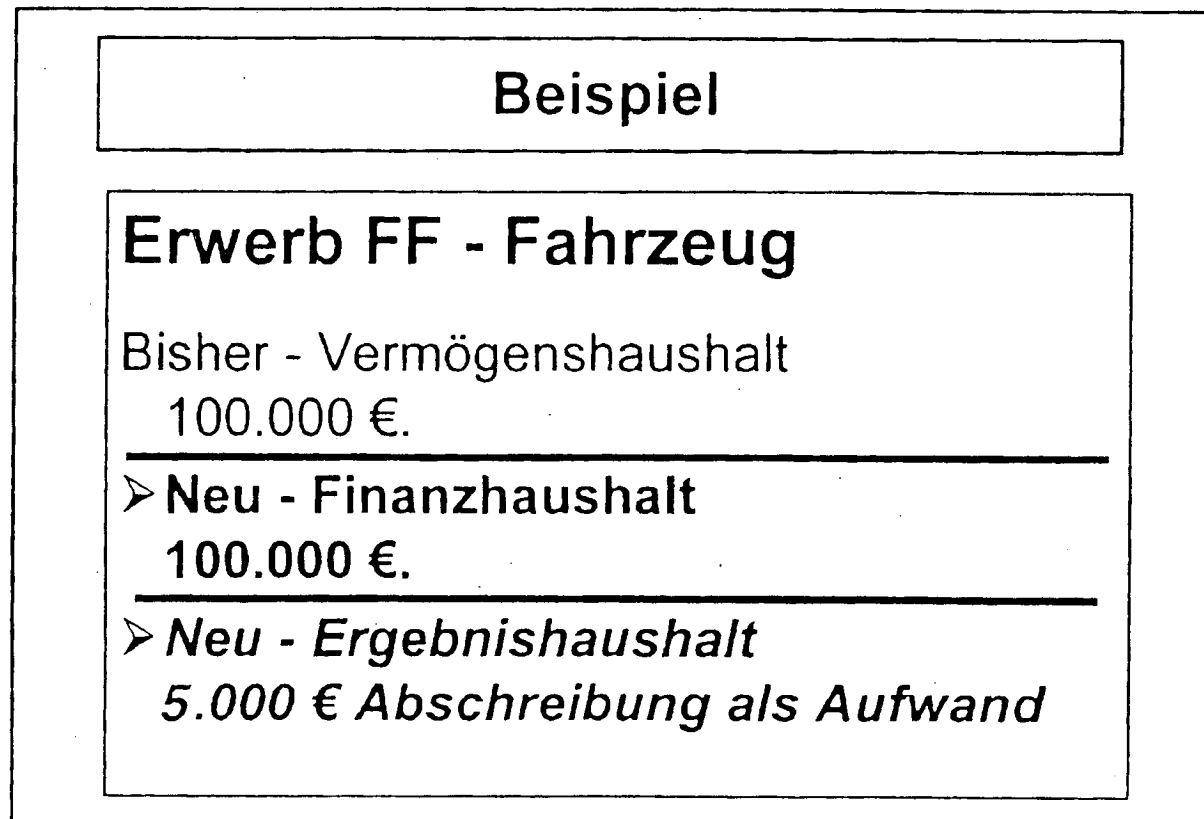 Beispiel
Erwerb FF - Fahrzeug
Bisher - Vermögenshaushalt
100.000 €.
➢ Neu - Finanzhaushalt
100.000 €.
➢ Neu - Ergebnishaushalt
5.000 € Abschreibung als Aufwand